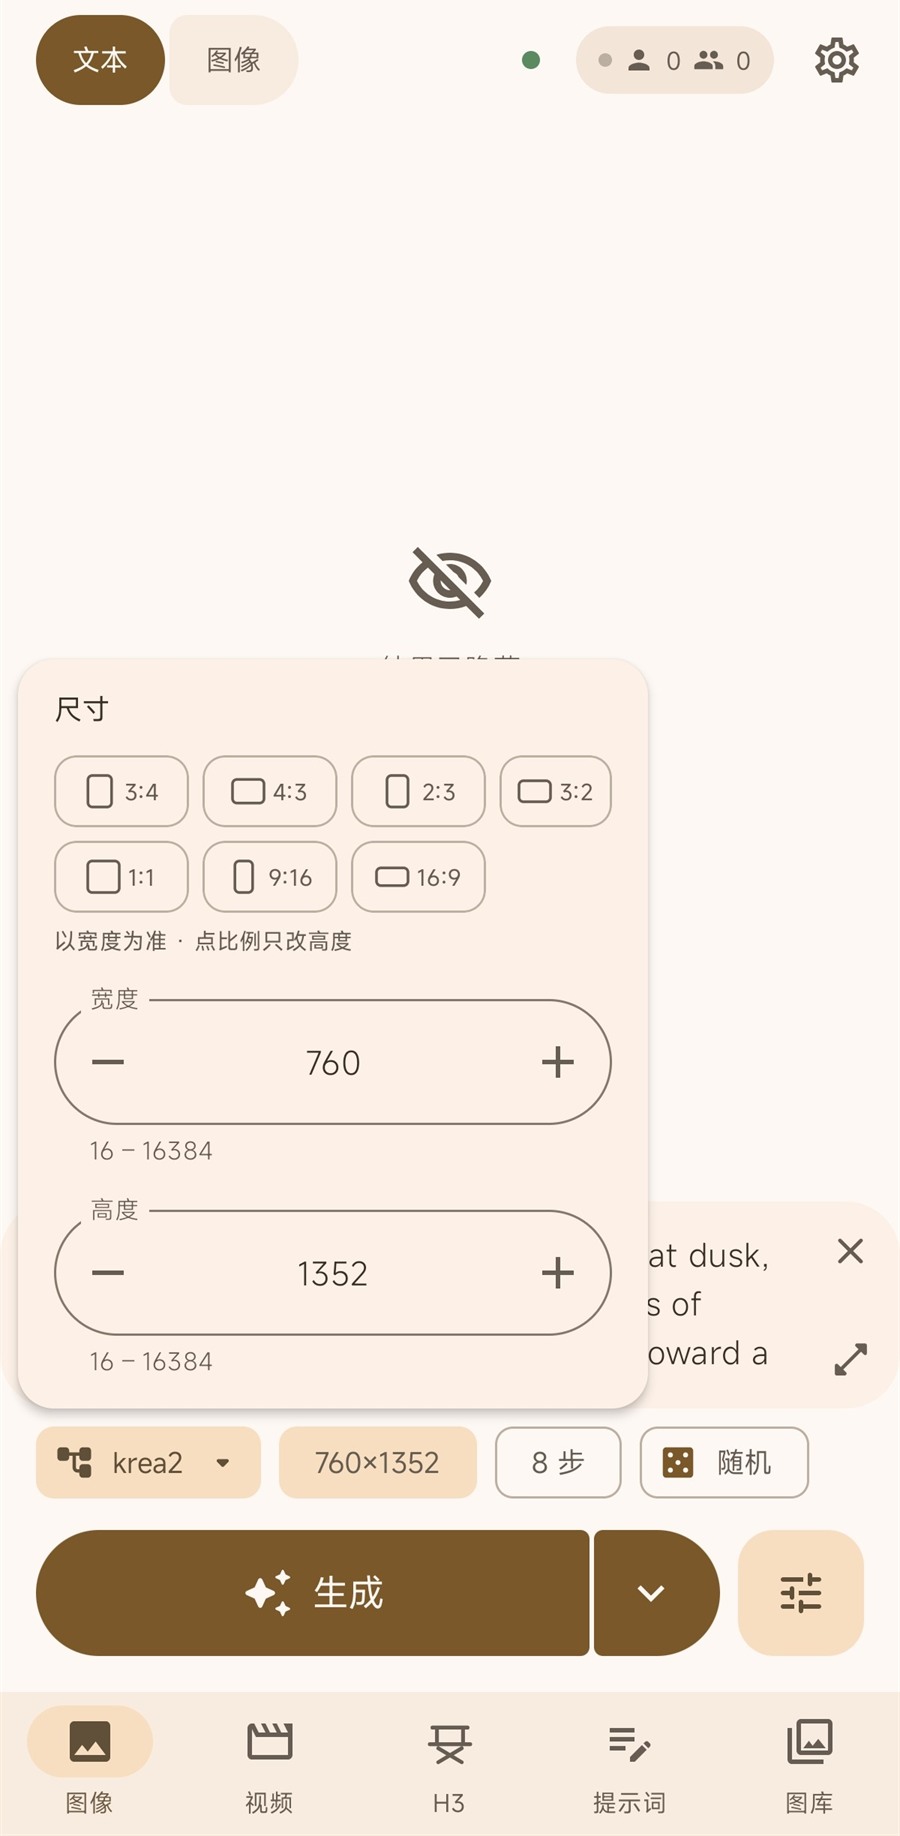 文本
图像
0
0
尺寸
3:4
4:3
2:3
3:2
1:1
9:16
16:9
以宽度为准 · 点比例只改高度
宽度
760
16 – 16384
高度
1352
16 – 16384
at dusk,
s of
oward a
krea2
760×1352
8 步
随机
生成
图像
视频
H3
提示词
图库